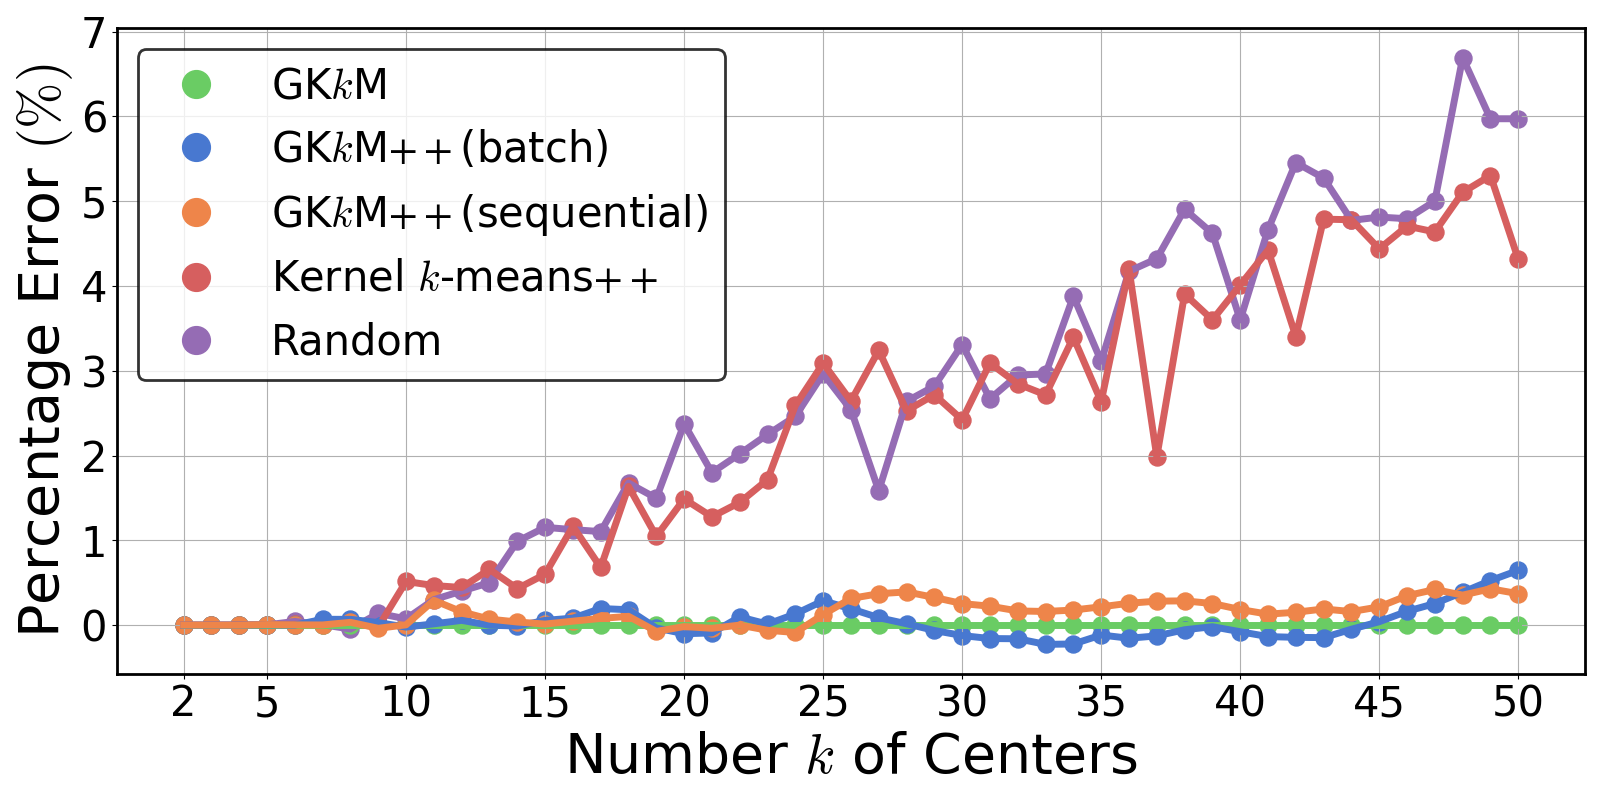 Percentage Error (%)
7
6
5
4
3
2
1
0
GKkM
GKkM++(batch)
GKkM++(sequential)
Kernel k-means++
Random
2 5 10 15 20 25 30 35 40 45 50
Number k of Centers